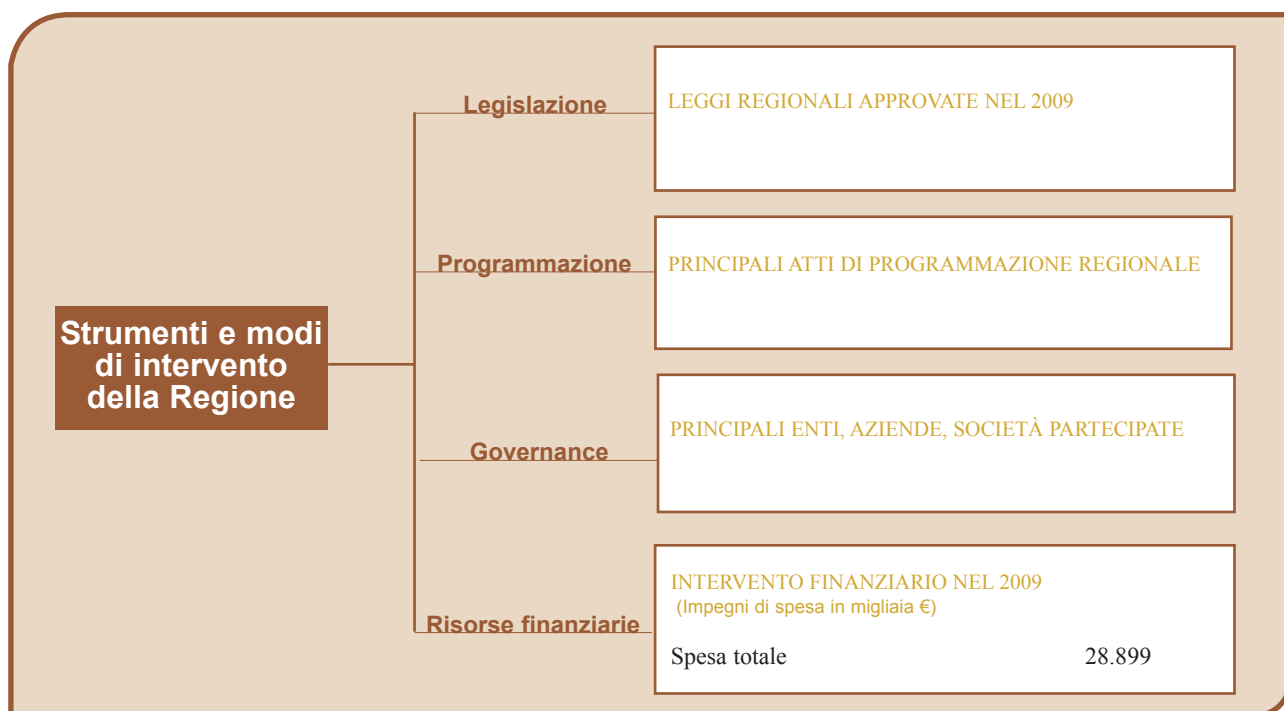 Strumenti e modi
di intervento
della Regione
Legislazione
LEGGI REGIONALI APPROVATE NEL 2009
Programmazione
PRINCIPALI ATTI DI PROGRAMMAZIONE REGIONALE
Governance
PRINCIPALI ENTI, AZIENDE, SOCIETÀ PARTECIPATE
Risorse finanziarie
INTERVENTO FINANZIARIO NEL 2009
(Impegni di spesa in migliaia €)
Spesa totale 28.899